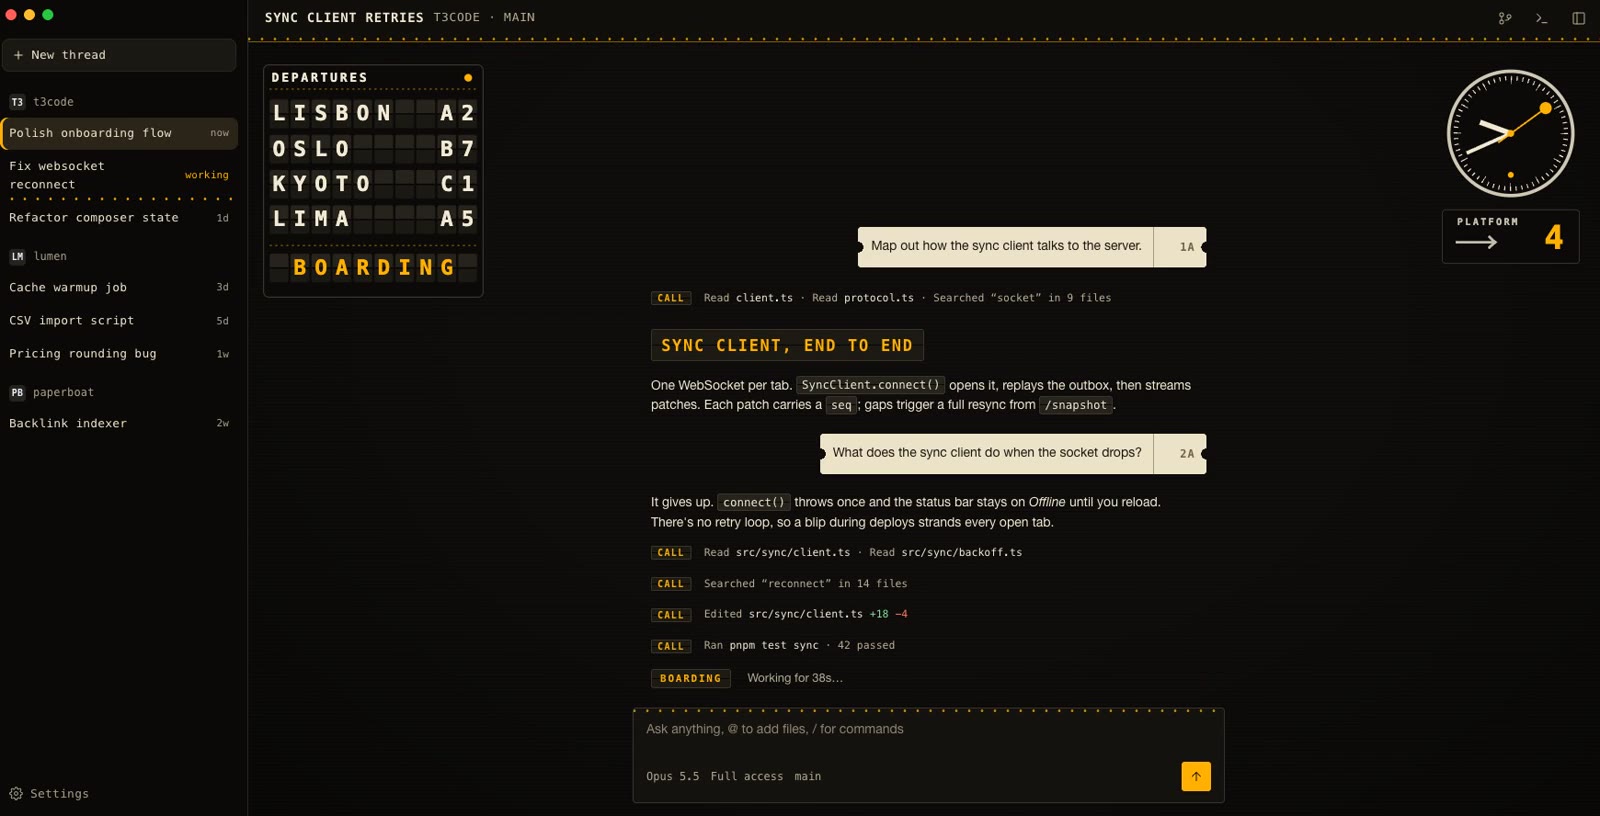 SYNC CLIENT RETRIES T3CODE · MAIN
New thread
T3 t3code
Polish onboarding flow now
Fix websocket
reconnect working
Refactor composer state 1d
LM lumen
Cache warmup job 3d
CSV import script 5d
Pricing rounding bug 1w
PB paperboat
Backlink indexer 2w
Settings
DEPARTURES
LISBON A2
OSLO B7
KYOTO C1
LIMA A5
BOARDING
PLATFORM
4
Map out how the sync client talks to the server. 1A
CALL Read client.ts · Read protocol.ts · Searched “socket” in 9 files
SYNC CLIENT, END TO END
One WebSocket per tab. SyncClient.connect() opens it, replays the outbox, then streams
patches. Each patch carries a seq; gaps trigger a full resync from /snapshot.
What does the sync client do when the socket drops? 2A
It gives up. connect() throws once and the status bar stays on Offline until you reload.
There's no retry loop, so a blip during deploys strands every open tab.
CALL Read src/sync/client.ts · Read src/sync/backoff.ts
CALL Searched “reconnect” in 14 files
CALL Edited src/sync/client.ts +18 −4
CALL Ran pnpm test sync · 42 passed
BOARDING Working for 38s…
Ask anything, @ to add files, / for commands
Opus 5.5 Full access main